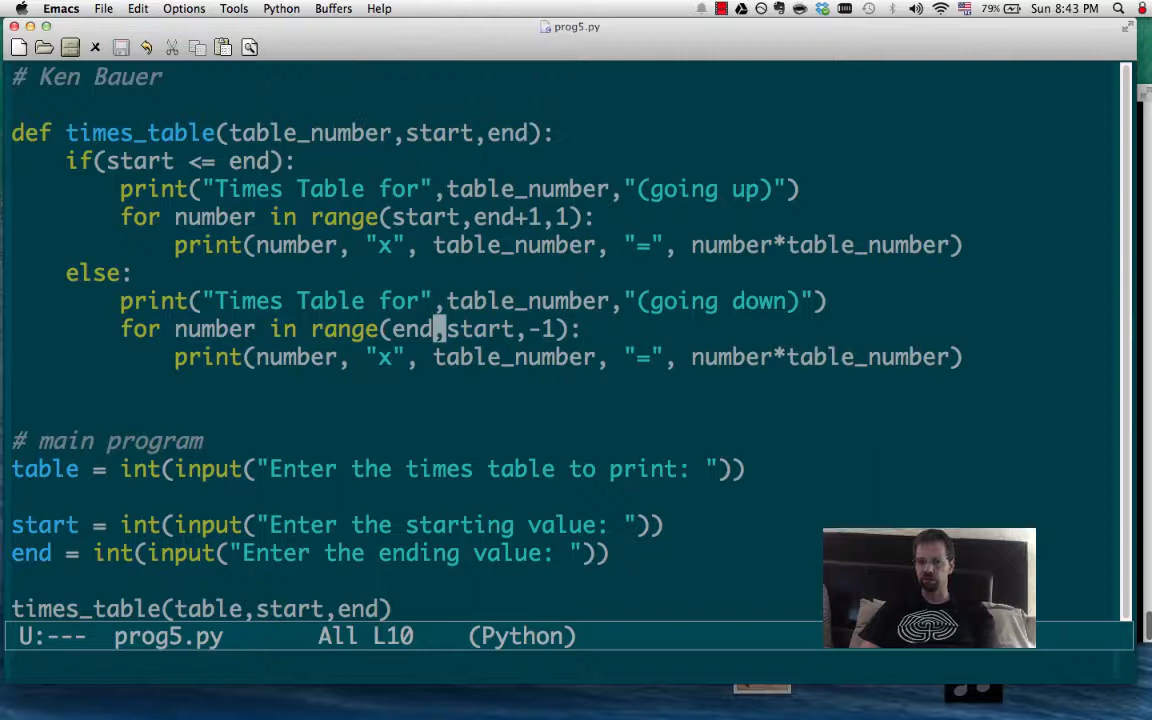 Emacs File Edit Options Tools Python Buffers Help 79% Sun 8:43 PM
prog5.py
# Ken Bauer
def times_table(table_number,start,end):
if(start <= end):
print("Times Table for",table_number,"(going up)")
for number in range(start,end+1,1):
print(number, "x", table_number, "=", number*table_number)
else:
print("Times Table for",table_number,"(going down)")
for number in range(end,start,-1):
print(number, "x", table_number, "=", number*table_number)
# main program
table = int(input("Enter the times table to print: "))
start = int(input("Enter the starting value: "))
end = int(input("Enter the ending value: "))
times_table(table,start,end)
U:--- prog5.py All L10 (Python)